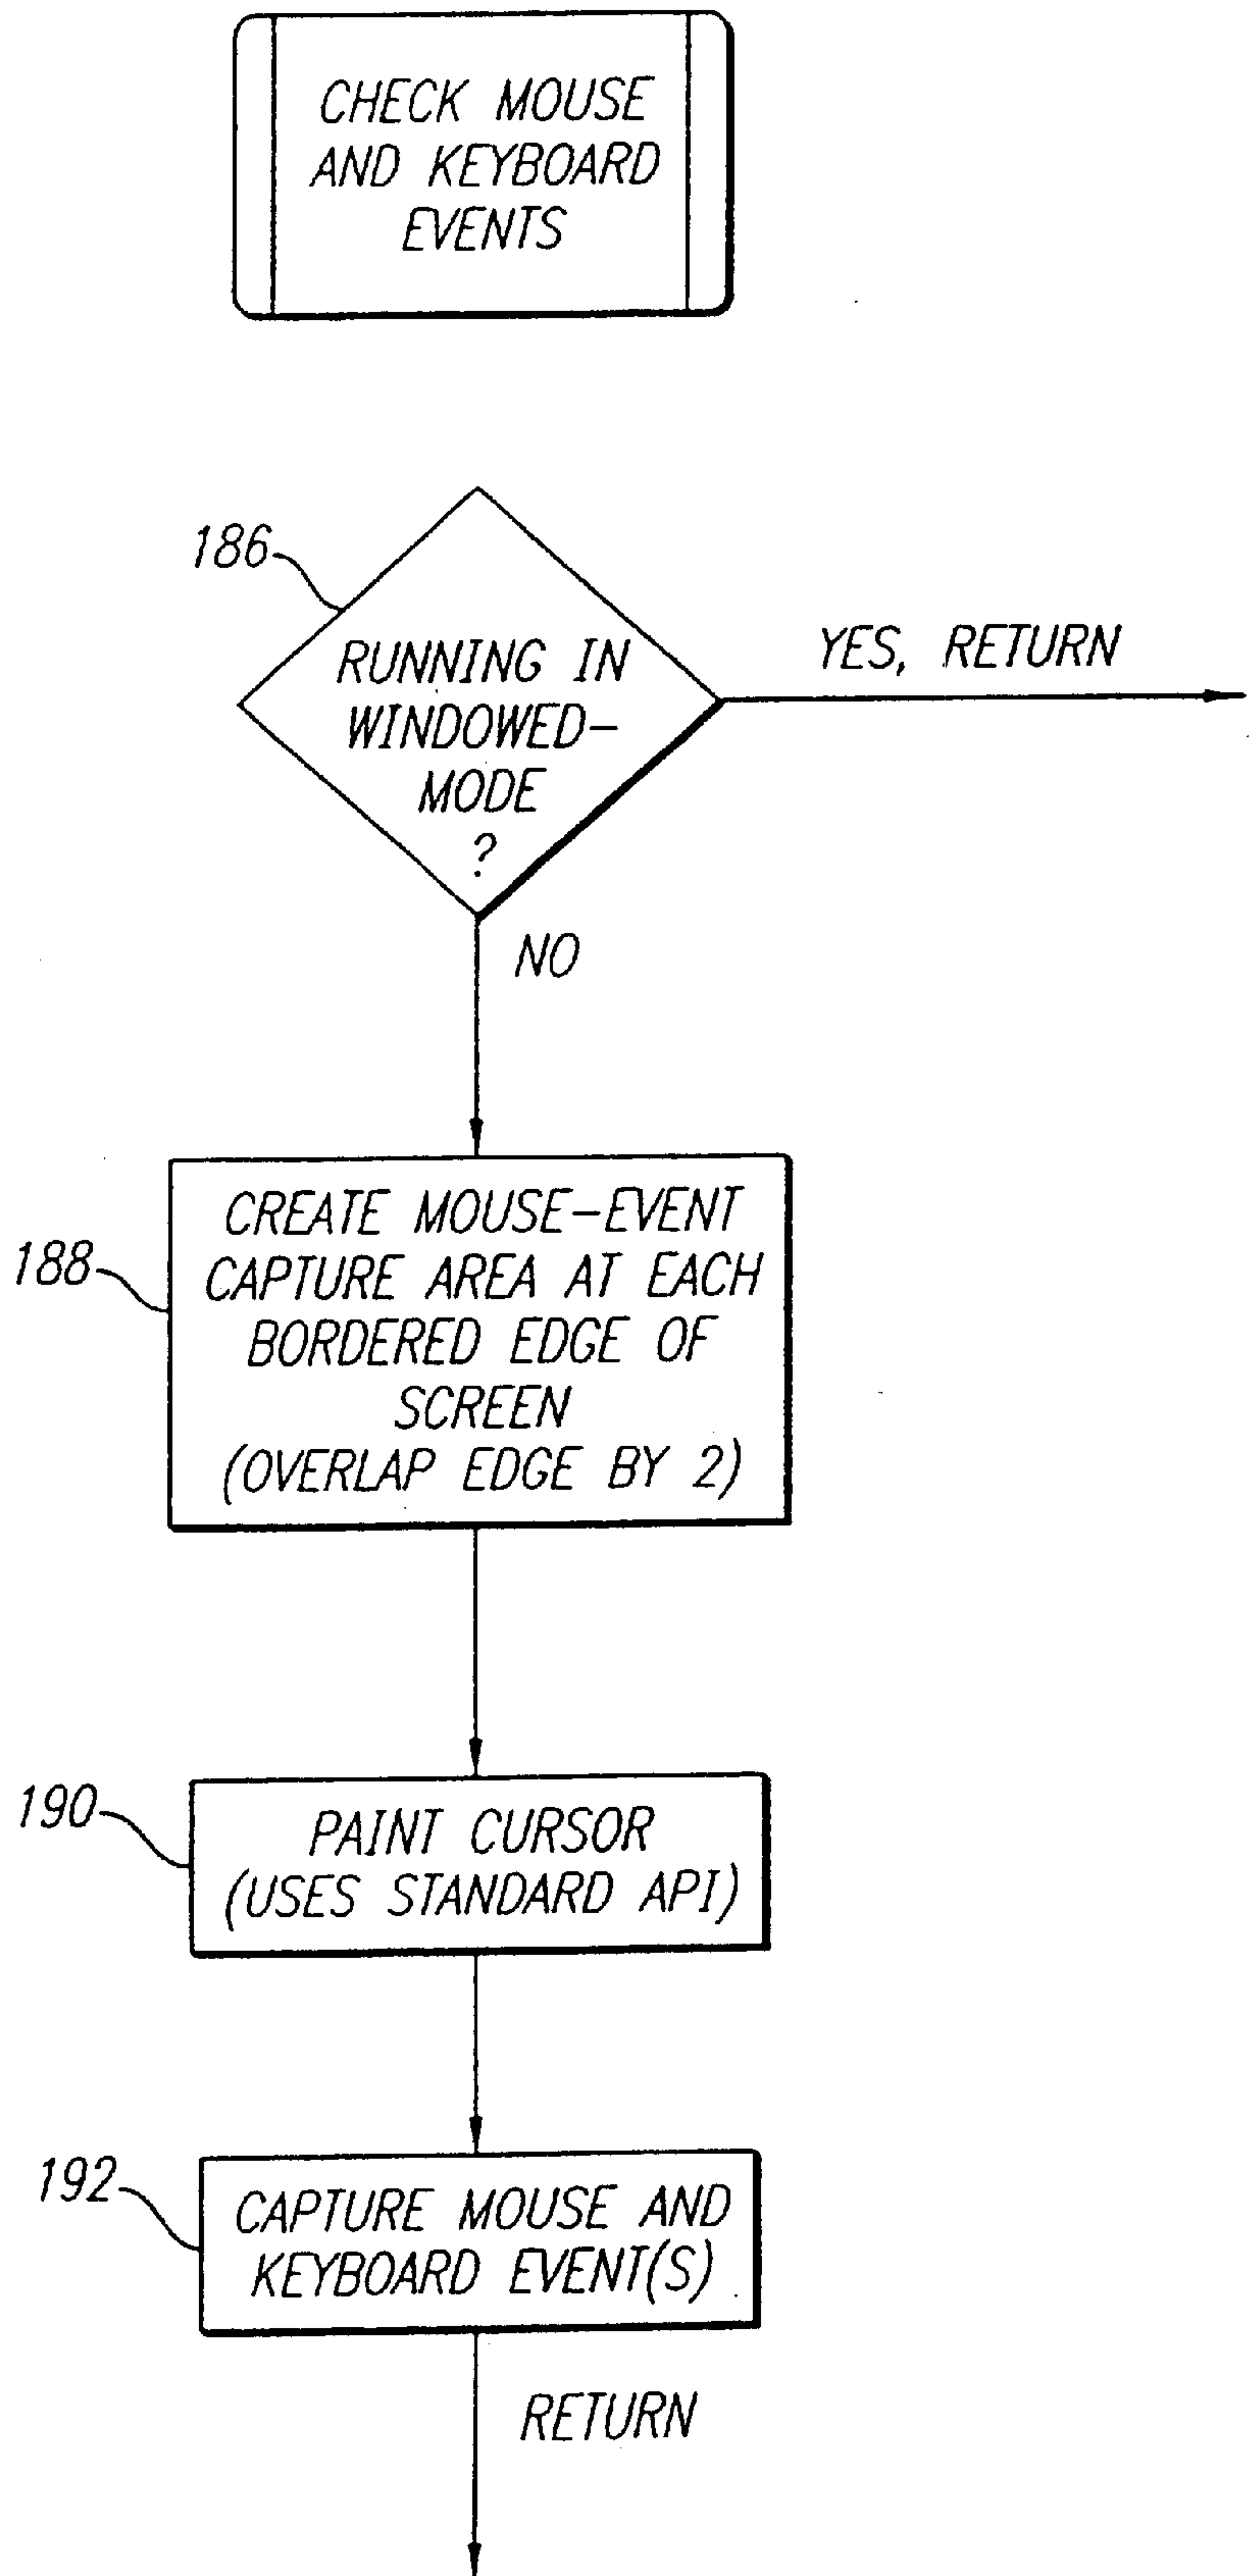 CHECK MOUSE
AND KEYBOARD
EVENTS
186
RUNNING IN
WINDOWED-
MODE
?
YES, RETURN
NO
188
CREATE MOUSE-EVENT
CAPTURE AREA AT EACH
BORDERED EDGE OF
SCREEN
(OVERLAP EDGE BY 2)
190
PAINT CURSOR
(USES STANDARD API)
192
CAPTURE MOUSE AND
KEYBOARD EVENT(S)
RETURN